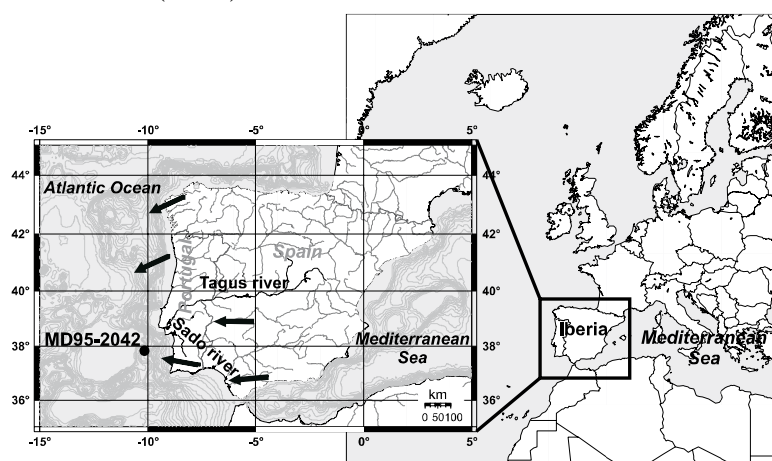 -15°
-10°
-5°
0°
5°
44°
44°
Atlantic Ocean
42°
42°
Portugal
Spain
Tagus river
40°
40°
MD95-2042
Sado river
38°
38°
Mediterranean
Sea
36°
36°
km
0 50100
-15°
-10°
-5°
0°
5°
Iberia
Mediterranean
Sea